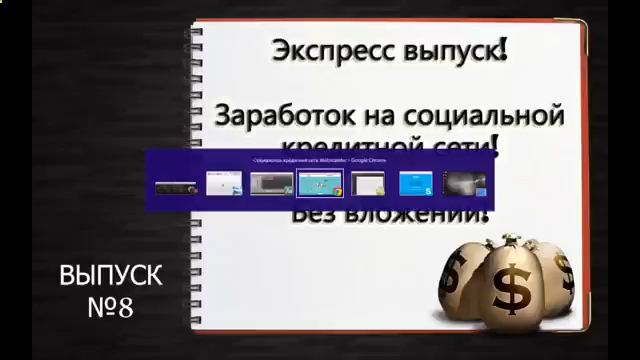 Экспресс выпуск!
Заработок на социальной
кредитной сети!
Без вложений!
ВЫПУСК
№8